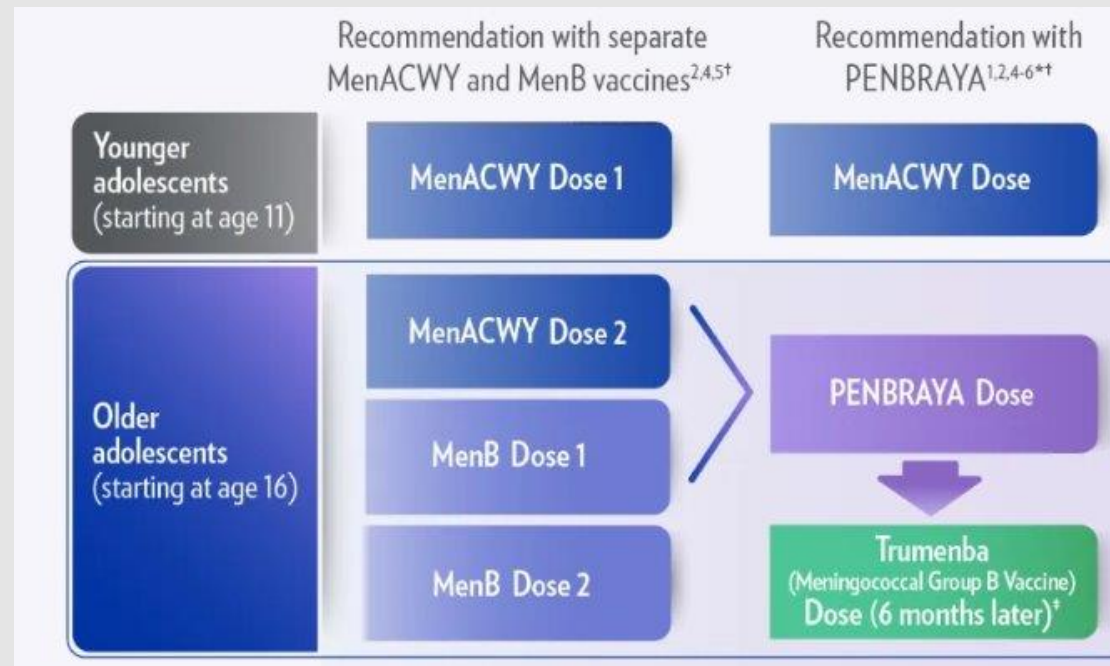 Recommendation with separate
MenACWY and MenB vaccines²,⁴,⁵†
Recommendation with
PENBRAYA¹,²,⁴-⁶*†
Younger
adolescents
(starting at age 11)
MenACWY Dose 1
MenACWY Dose
Older
adolescents
(starting at age 16)
MenACWY Dose 2
MenB Dose 1
MenB Dose 2
PENBRAYA Dose
Trumenba
(Meningococcal Group B Vaccine)
Dose (6 months later)‡